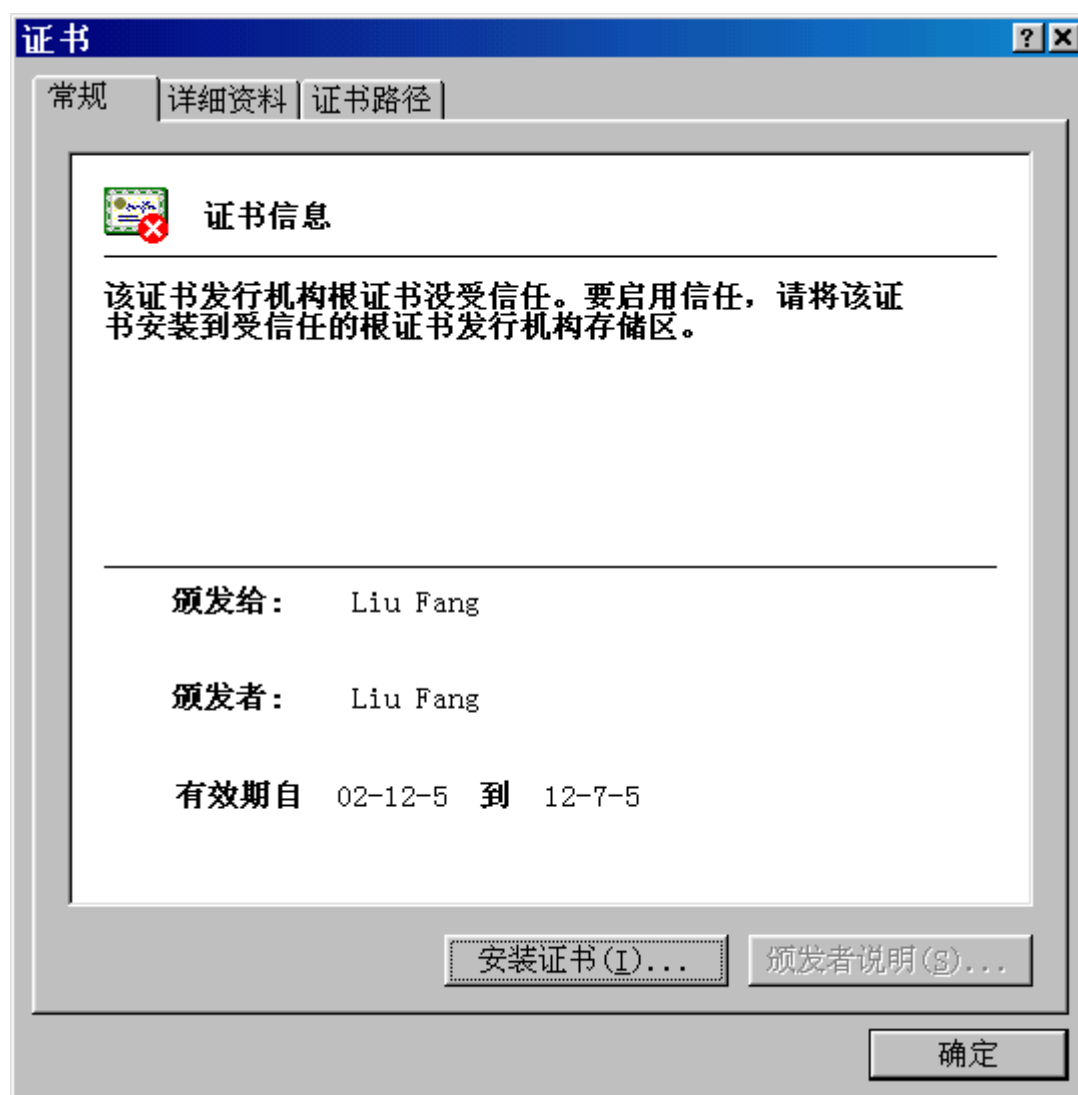 证书
常规 详细资料 证书路径
证书信息
该证书发行机构根证书没受信任。要启用信任，请将该证
书安装到受信任的根证书发行机构存储区。
颁发给: Liu Fang
颁发者: Liu Fang
有效期自 02-12-5 到 12-7-5
安装证书(I)... 颁发者说明(S)...
确定